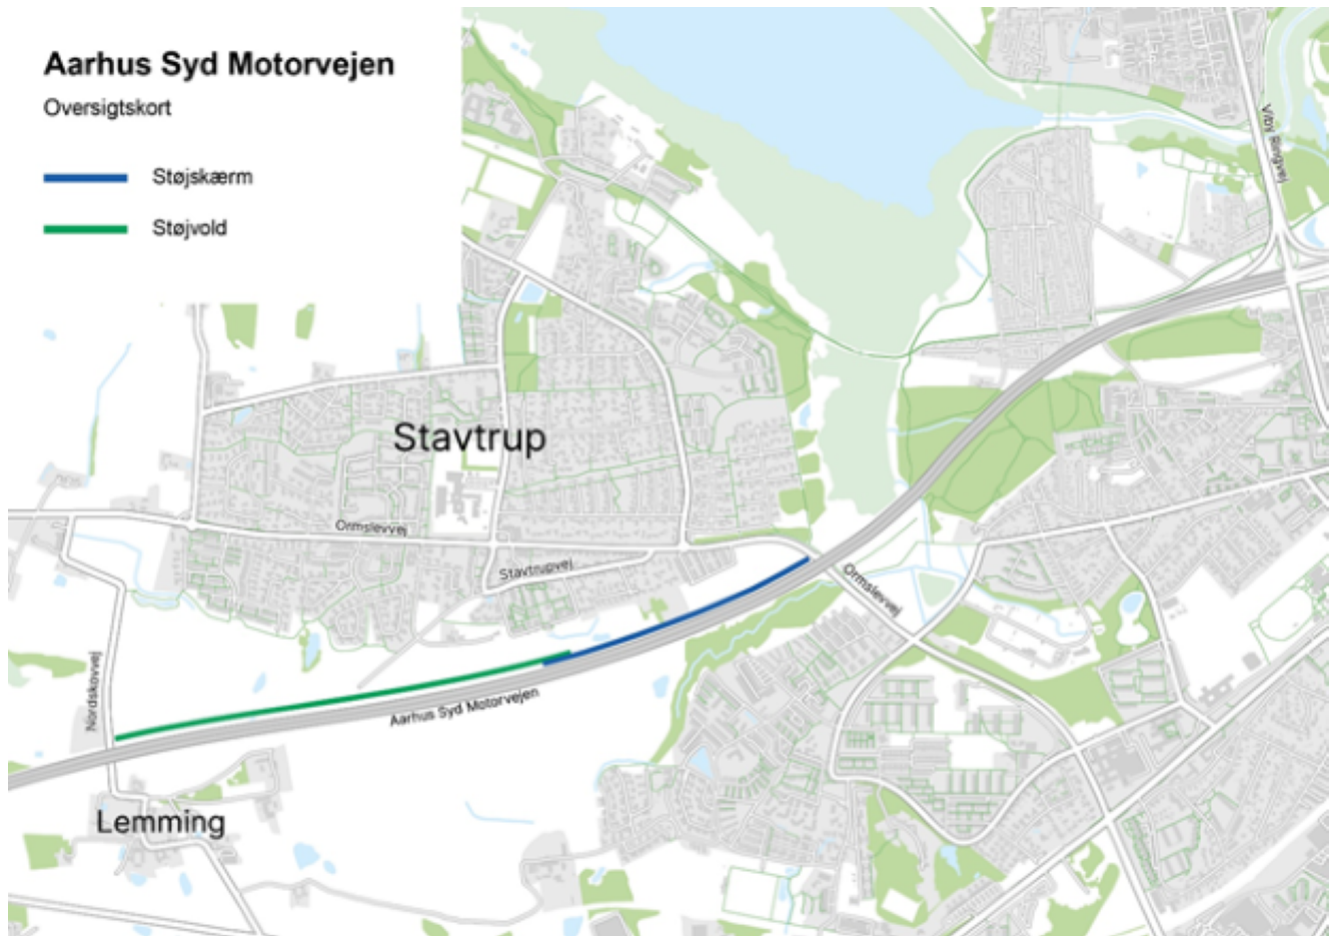 Aarhus Syd Motorvejen
Oversigtskort
Støjskærm
Støjvold
Viby Ringvej
Stavtrup
Ormslevvej
Stavtrupvej
Ormslevvej
Nordskovvej
Aarhus Syd Motorvejen
Lemming